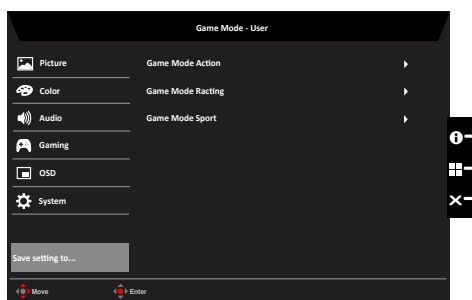 Game Mode - User
Picture
Color
Audio
Gaming
OSD
System
Save setting to...
Game Mode Action
Game Mode Racting
Game Mode Sport
Move
Enter